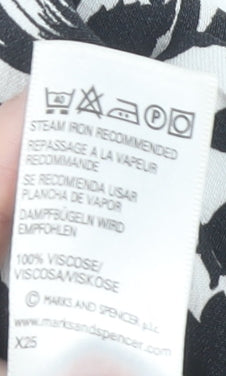 40 P
STEAM IRON RECOMMENDED
REPASSAGE A LA VAPEUR
RECOMMANDE
SE RECOMIENDA USAR
PLANCHA DE VAPOR
DAMPFBÜGELN WIRD
EMPFOHLEN
100% VISCOSE/
VISCOSA/VISKOSE
© MARKS AND SPENCER p.l.c.
www.marksandspencer.com
X25